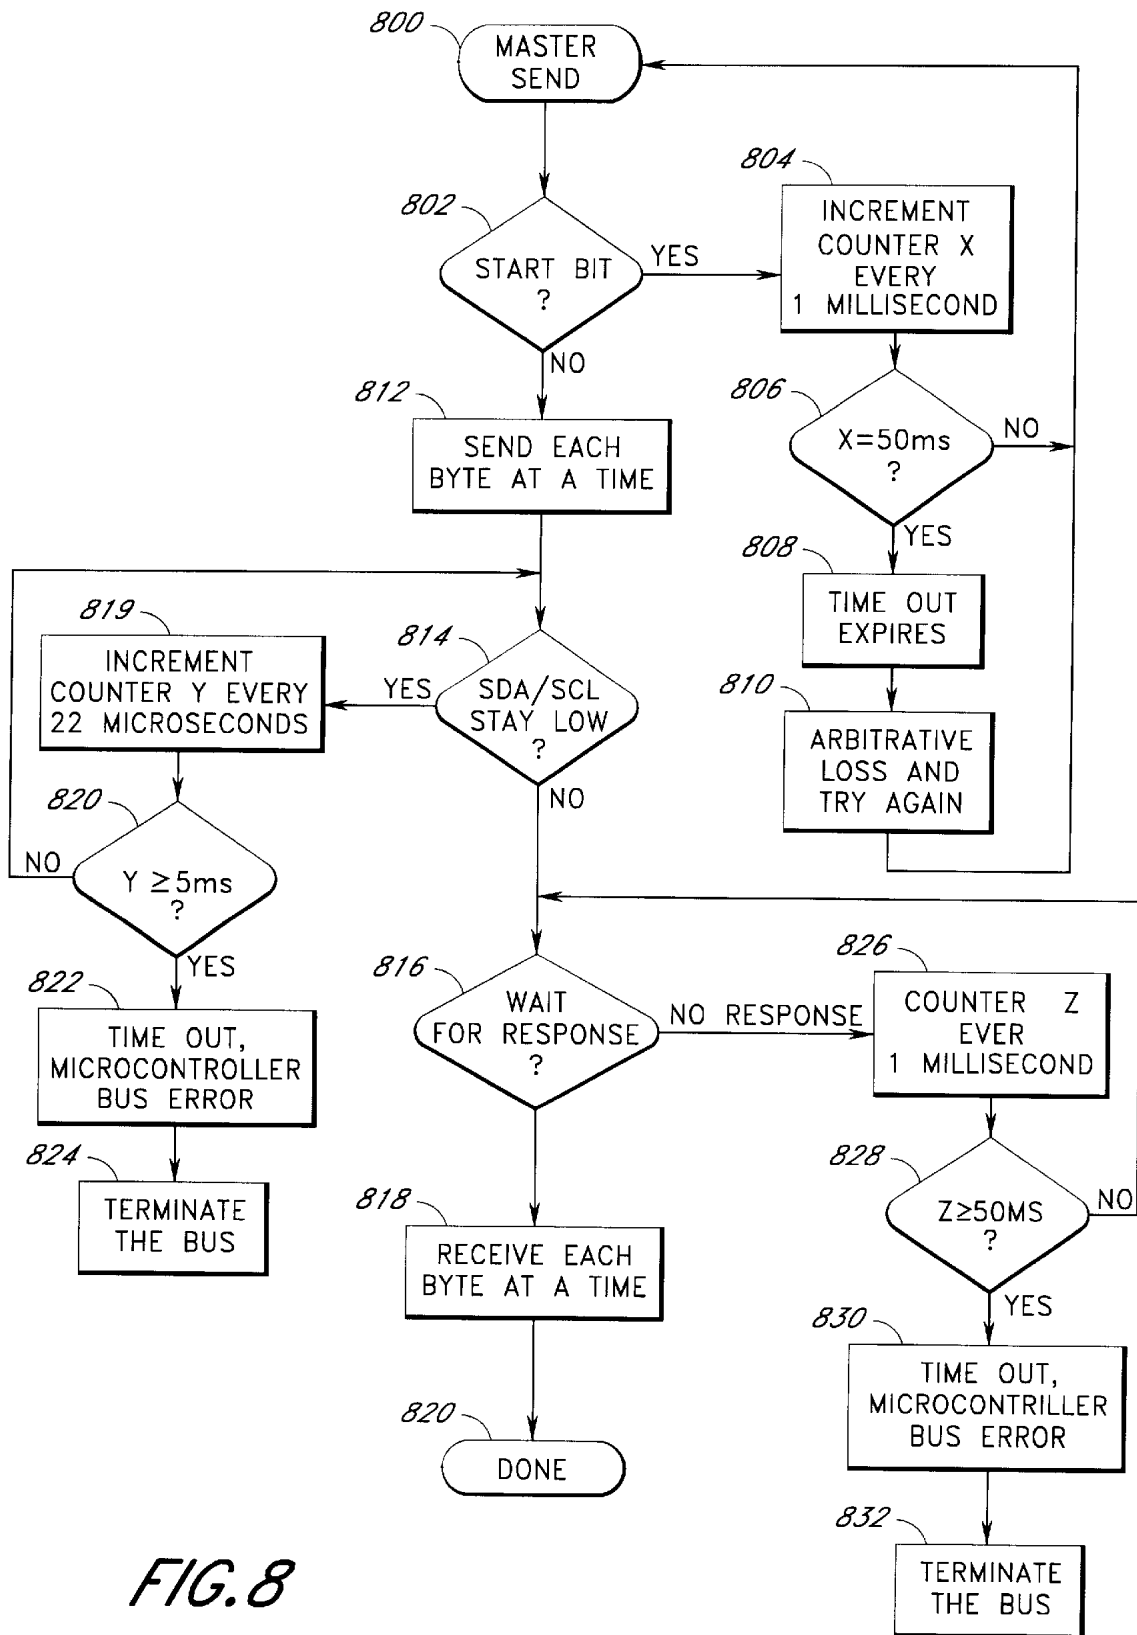 800
MASTER
SEND
802
START BIT
?
YES
NO
804
INCREMENT
COUNTER X
EVERY
1 MILLISECOND
806
X=50ms
?
NO
YES
808
TIME OUT
EXPIRES
810
ARBITRATIVE
LOSS AND
TRY AGAIN
812
SEND EACH
BYTE AT A TIME
814
SDA/SCL
STAY LOW
?
YES
NO
819
INCREMENT
COUNTER Y EVERY
22 MICROSECONDS
820
Y ≥5ms
?
NO
YES
822
TIME OUT,
MICROCONTROLLER
BUS ERROR
824
TERMINATE
THE BUS
816
WAIT
FOR RESPONSE
?
NO RESPONSE
826
COUNTER Z
EVER
1 MILLISECOND
828
Z≥50MS
?
NO
YES
830
TIME OUT,
MICROCONTRILLER
BUS ERROR
832
TERMINATE
THE BUS
818
RECEIVE EACH
BYTE AT A TIME
820
DONE
FIG.8